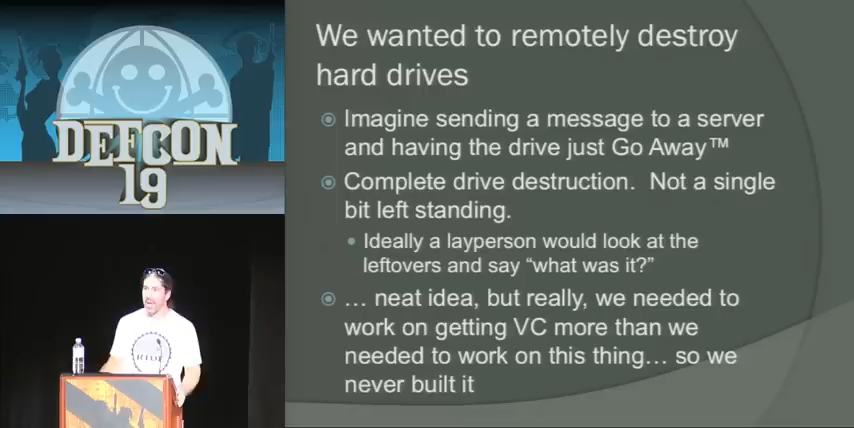 DEFCON
19
We wanted to remotely destroy
hard drives
Imagine sending a message to a server
and having the drive just Go Away™
Complete drive destruction. Not a single
bit left standing.
Ideally a layperson would look at the
leftovers and say “what was it?”
… neat idea, but really, we needed to
work on getting VC more than we
needed to work on this thing… so we
never built it